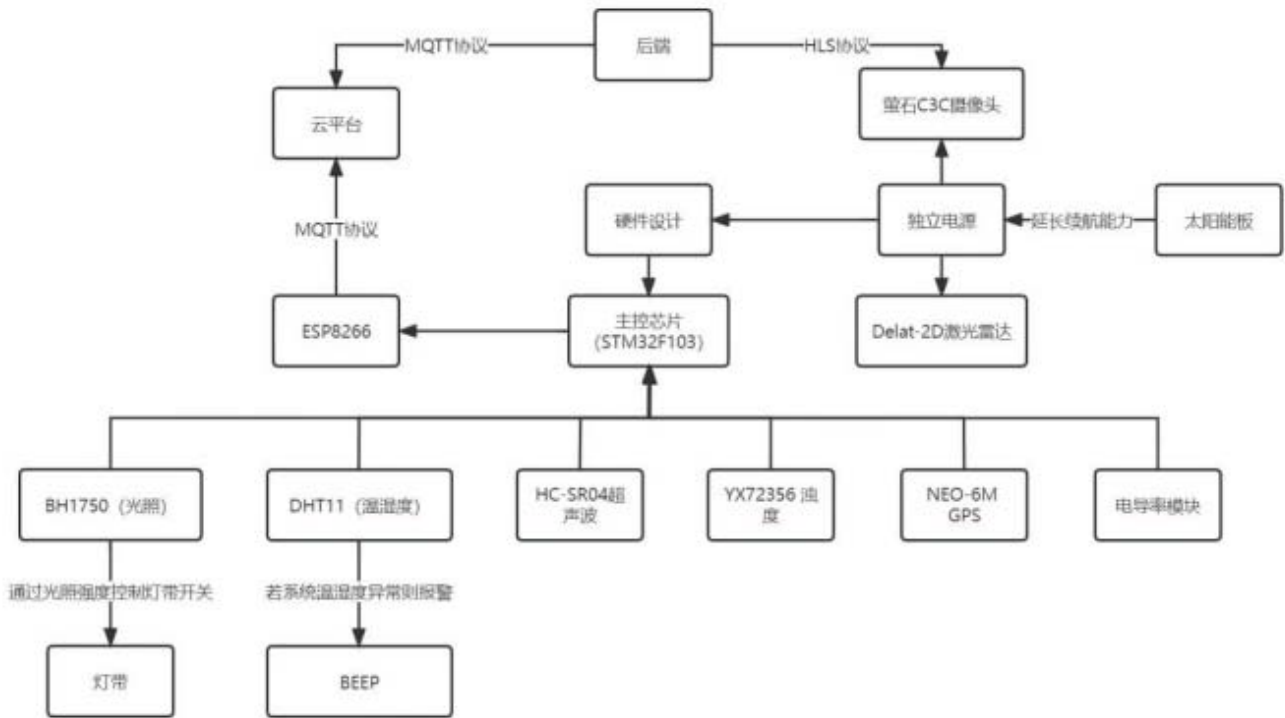 MQTT协议
后端
HLS协议
云平台
萤石C3C摄像头
MQTT协议
硬件设计
独立电源
延长续航能力
太阳能板
ESP8266
主控芯片
（STM32F103）
Delat-2D激光雷达
BH1750（光照）
DHT11（温湿度）
HC-SR04超
声波
YX72356 浊
度
NEO-6M
GPS
电导率模块
通过光照强度控制灯带开关
若系统温湿度异常则报警
灯带
BEEP